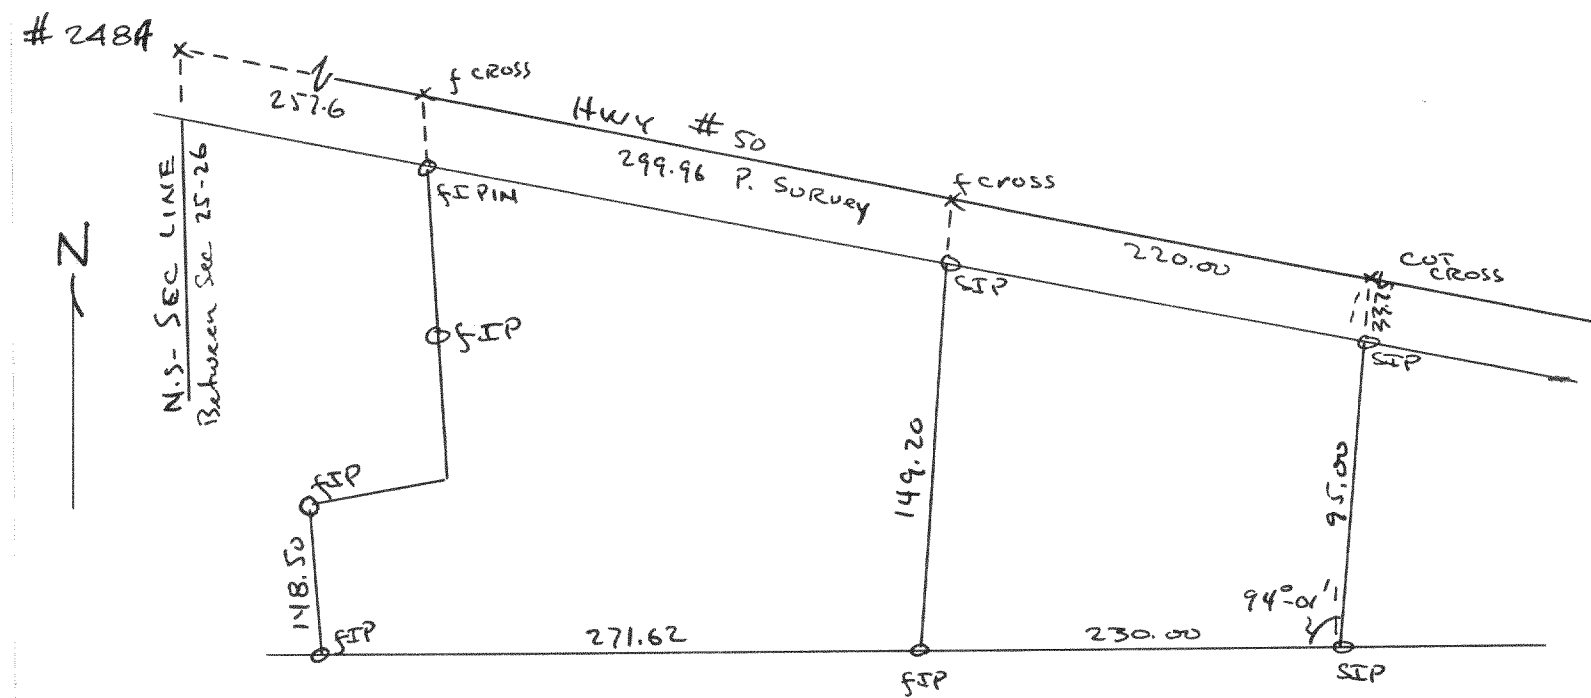 # 248A
257.6
f CROSS
HWY # 50
299.96 P. SURVEY
f CROSS
220.00
CUT
CROSS
N.S- SEC LINE
Between Sec 25-26
N
fIPIN
fIP
SIP
SIP
fIP
149.20
95.00
148.50
94°-01'
fIP
271.62
fIP
230.00
SIP